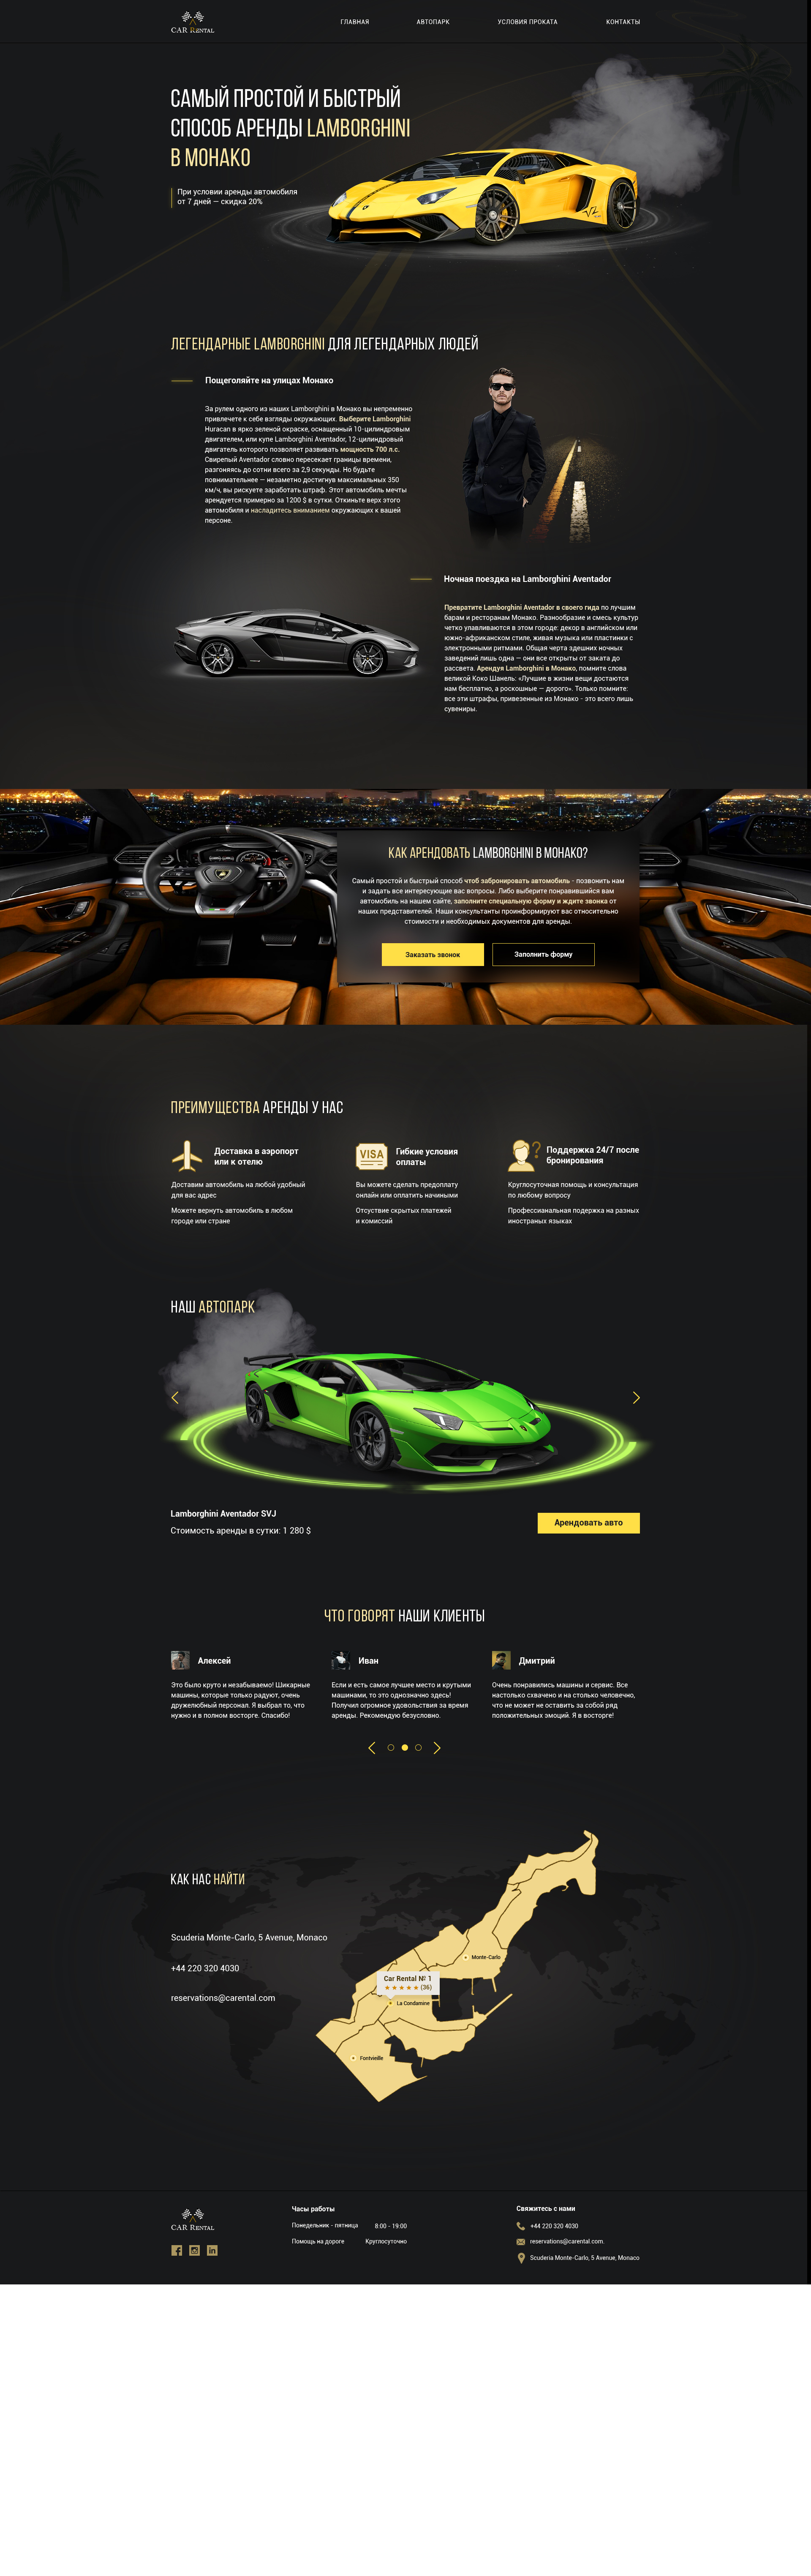 CAR RENTAL
ГЛАВНАЯ
АВТОПАРК
УСЛОВИЯ ПРОКАТА
КОНТАКТЫ
САМЫЙ ПРОСТОЙ И БЫСТРЫЙ
СПОСОБ АРЕНДЫ LAMBORGHINI
В МОНАКО
При условии аренды автомобиля
от 7 дней — скидка 20%
ЛЕГЕНДАРНЫЕ LAMBORGHINI ДЛЯ ЛЕГЕНДАРНЫХ ЛЮДЕЙ
Пощеголяйте на улицах Монако
За рулем одного из наших Lamborghini в Монако вы непременно
привлечете к себе взгляды окружающих. Выберите Lamborghini
Huracan в ярко зеленой окраске, оснащенный 10-цилиндровым
двигателем, или купе Lamborghini Aventador, 12-цилиндровый
двигатель которого позволяет развивать мощность 700 л.с.
Свирепый Aventador словно пересекает границы времени,
разгоняясь до сотни всего за 2,9 секунды. Но будьте
повнимательнее — незаметно достигнув максимальных 350
км/ч, вы рискуете заработать штраф. Этот автомобиль мечты
арендуется примерно за 1200 $ в сутки. Откиньте верх этого
автомобиля и насладитесь вниманием окружающих к вашей
персоне.
Ночная поездка на Lamborghini Aventador
Превратите Lamborghini Aventador в своего гида по лучшим
барам и ресторанам Монако. Разнообразие и смесь культур
четко улавливаются в этом городе: декор в английском или
южно-африканском стиле, живая музыка или пластинки с
электронными ритмами. Общая черта здешних ночных
заведений лишь одна — они все открыты от заката до
рассвета. Арендуя Lamborghini в Монако, помните слова
великой Коко Шанель: «Лучшие в жизни вещи достаются
нам бесплатно, а роскошные — дорого». Только помните:
все эти штрафы, привезенные из Монако - это всего лишь
сувениры.
КАК АРЕНДОВАТЬ LAMBORGHINI В МОНАКО?
Самый простой и быстрый способ чтоб забронировать автомобиль - позвонить нам
и задать все интересующие вас вопросы. Либо выберите понравившийся вам
автомобиль на нашем сайте, заполните специальную форму и ждите звонка от
наших представителей. Наши консультанты проинформируют вас относительно
стоимости и необходимых документов для аренды.
Заказать звонок
Заполнить форму
ПРЕИМУЩЕСТВА АРЕНДЫ У НАС
Доставка в аэропорт
или к отелю
Доставим автомобиль на любой удобный
для вас адрес
Можете вернуть автомобиль в любом
городе или стране
VISA
Гибкие условия
оплаты
Вы можете сделать предоплату
онлайн или оплатить начиными
Отсуствие скрытых платежей
и комиссий
Поддержка 24/7 после
бронирования
Круглосуточная помощь и консультация
по любому вопросу
Профессианальная подержка на разных
иностраных языках
НАШ АВТОПАРК
Lamborghini Aventador SVJ
Стоимость аренды в сутки: 1 280 $
Арендовать авто
ЧТО ГОВОРЯТ НАШИ КЛИЕНТЫ
Алексей
Это было круто и незабываемо! Шикарные
машины, которые только радуют, очень
дружелюбный персонал. Я выбрал то, что
нужно и в полном восторге. Спасибо!
Иван
Если и есть самое лучшее место и крутыми
машинами, то это однозначно здесь!
Получил огромное удовольствия за время
аренды. Рекомендую безусловно.
Дмитрий
Очень понравились машины и сервис. Все
настолько схвачено и на столько человечно,
что не может не оставить за собой ряд
положительных эмоций. Я в восторге!
КАК НАС НАЙТИ
Scuderia Monte-Carlo, 5 Avenue, Monaco
+44 220 320 4030
reservations@carental.com
Monte-Carlo
Car Rental № 1
★ ★ ★ ★ ★ (36)
La Condamine
Fontvieille
CAR RENTAL
Часы работы
Понедельник - пятница 8:00 - 19:00
Помощь на дороге Круглосуточно
Свяжитесь с нами
+44 220 320 4030
reservations@carental.com.
Scuderia Monte-Carlo, 5 Avenue, Monaco